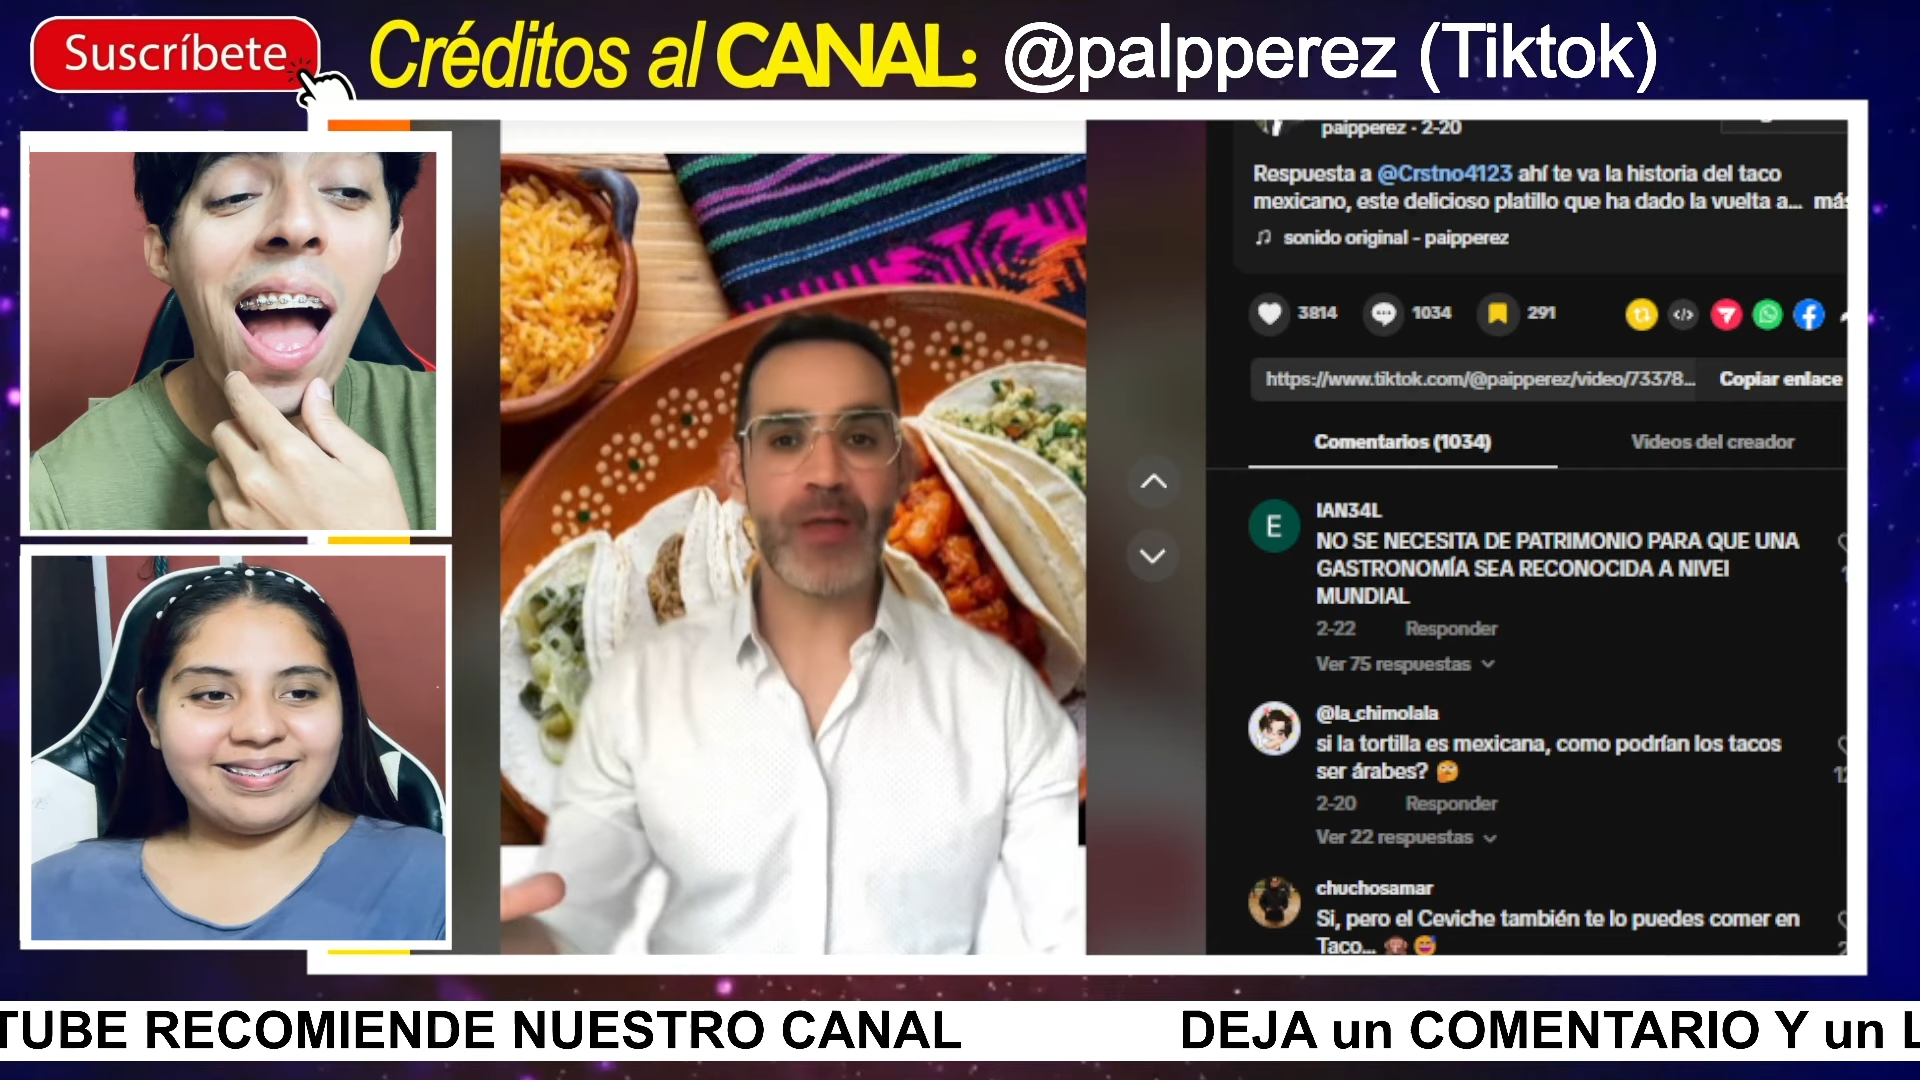 Suscríbete
Créditos al CANAL: @palpperez (Tiktok)
paipperez · 2-20
Respuesta a @Crstno4123 ahí te va la historia del taco
mexicano, este delicioso platillo que ha dado la vuelta a... más
sonido original - paipperez
3814
1034
291
https://www.tiktok.com/@paipperez/video/73378...
Copiar enlace
Comentarios (1034)
Videos del creador
E
IAN34L
NO SE NECESITA DE PATRIMONIO PARA QUE UNA
GASTRONOMÍA SEA RECONOCIDA A NIVEl
MUNDIAL
2-22
Responder
Ver 75 respuestas
@la_chimolala
si la tortilla es mexicana, como podrían los tacos
ser árabes? 🤔
2-20
Responder
Ver 22 respuestas
chuchosamar
Si, pero el Ceviche también te lo puedes comer en
Taco... 🙊😅
TUBE RECOMIENDE NUESTRO CANAL
DEJA un COMENTARIO Y un L